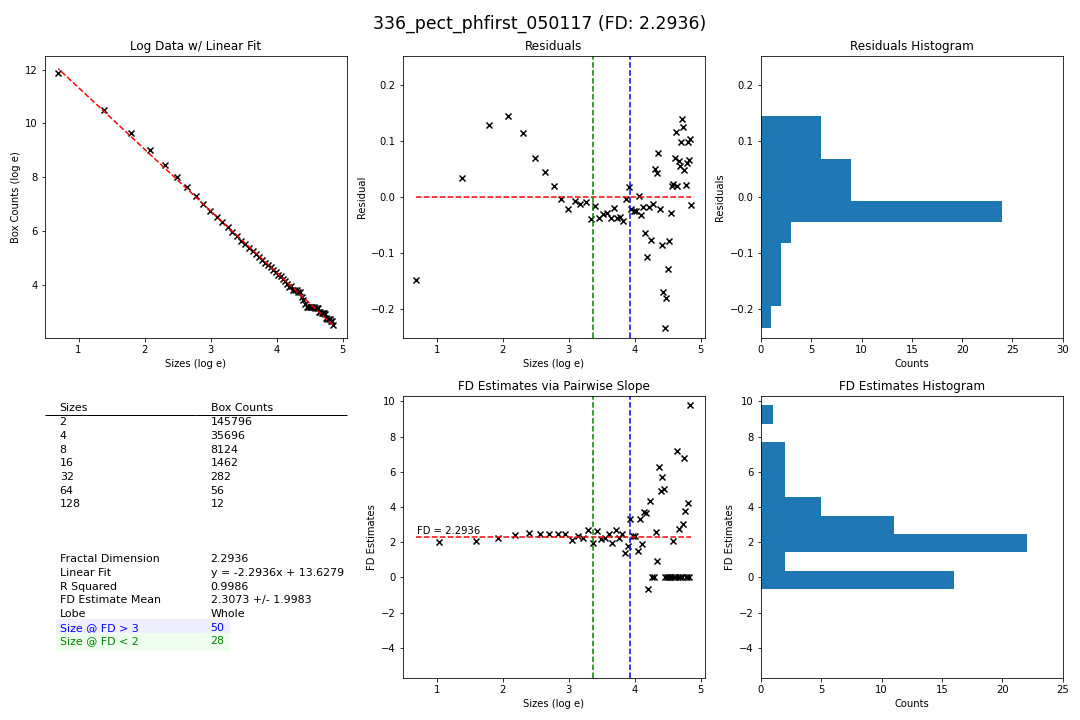 336_pect_phfirst_050117 (FD: 2.2936)
Log Data w/ Linear Fit
12
10
8
6
4
1
2
3
4
5
Box Counts (log e)
Sizes (log e)
Residuals
0.2
0.1
0.0
−0.1
−0.2
1
2
3
4
5
Residual
Sizes (log e)
Residuals Histogram
0.2
0.1
0.0
−0.1
−0.2
0
5
10
15
20
25
30
Residuals
Counts
Sizes Box Counts
2 145796
4 35696
8 8124
16 1462
32 282
64 56
128 12
Fractal Dimension 2.2936
Linear Fit y = -2.2936x + 13.6279
R Squared 0.9986
FD Estimate Mean 2.3073 +/- 1.9983
Lobe Whole
Size @ FD > 3 50
Size @ FD < 2 28
FD Estimates via Pairwise Slope
10
8
6
4
2
0
−2
−4
FD = 2.2936
1
2
3
4
5
FD Estimates
Sizes (log e)
FD Estimates Histogram
10
8
6
4
2
0
−2
−4
0
5
10
15
20
25
FD Estimates
Counts